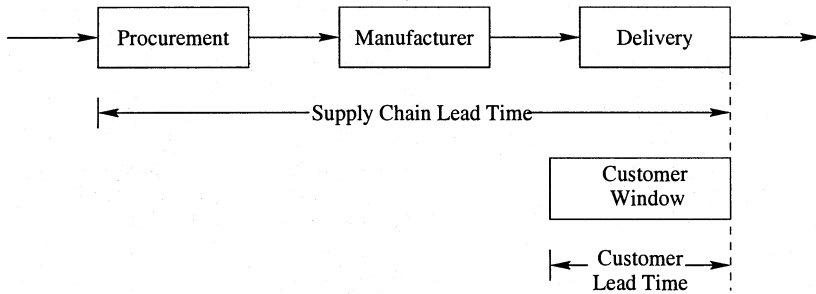 Procurement
Manufacturer
Delivery
Supply Chain Lead Time
Customer
Window
Customer
Lead Time